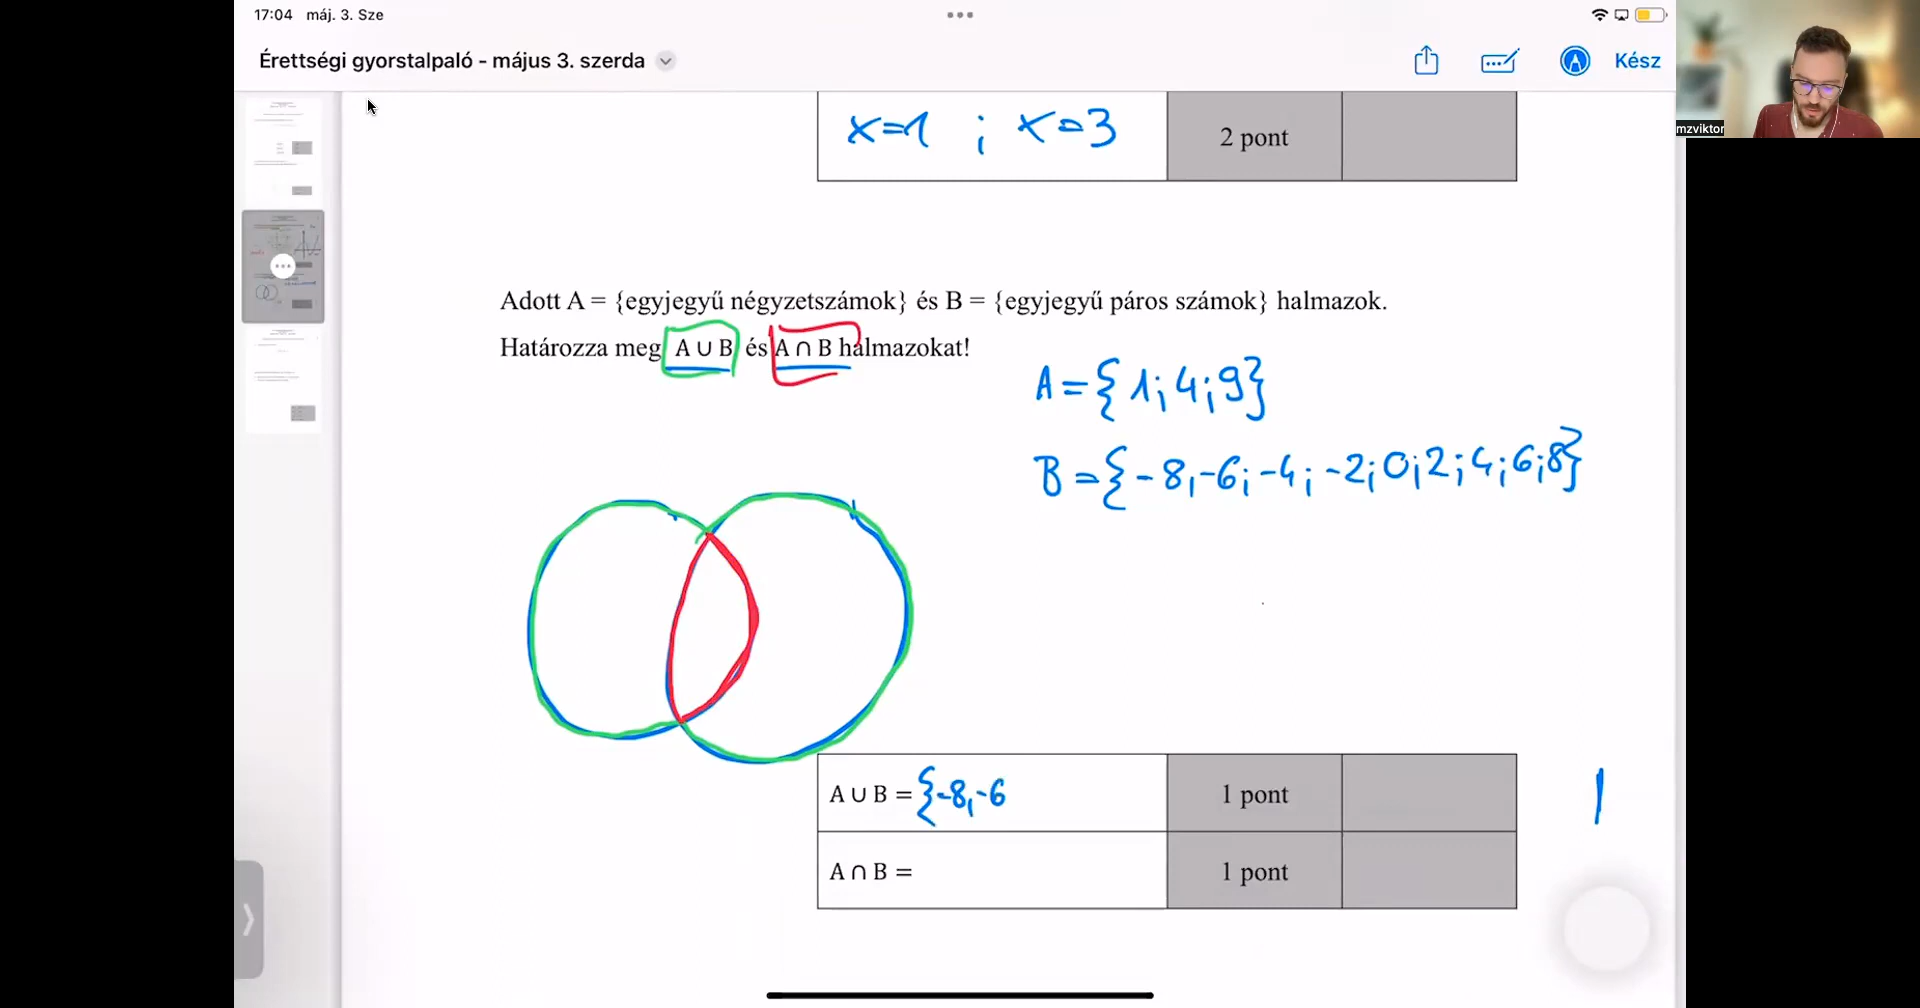 17:04 máj. 3. Sze
Érettségi gyorstalpaló - május 3. szerda
Kész
mzviktor
x=1 ; x=3
2 pont
Adott A = {egyjegyű négyzetszámok} és B = {egyjegyű páros számok} halmazok.
Határozza meg A ∪ B és A ∩ B halmazokat!
A={1;4;9}
B={-8;-6;-4;-2;0;2;4;6;8}
A ∪ B = {-8,-6
1 pont
A ∩ B =
1 pont